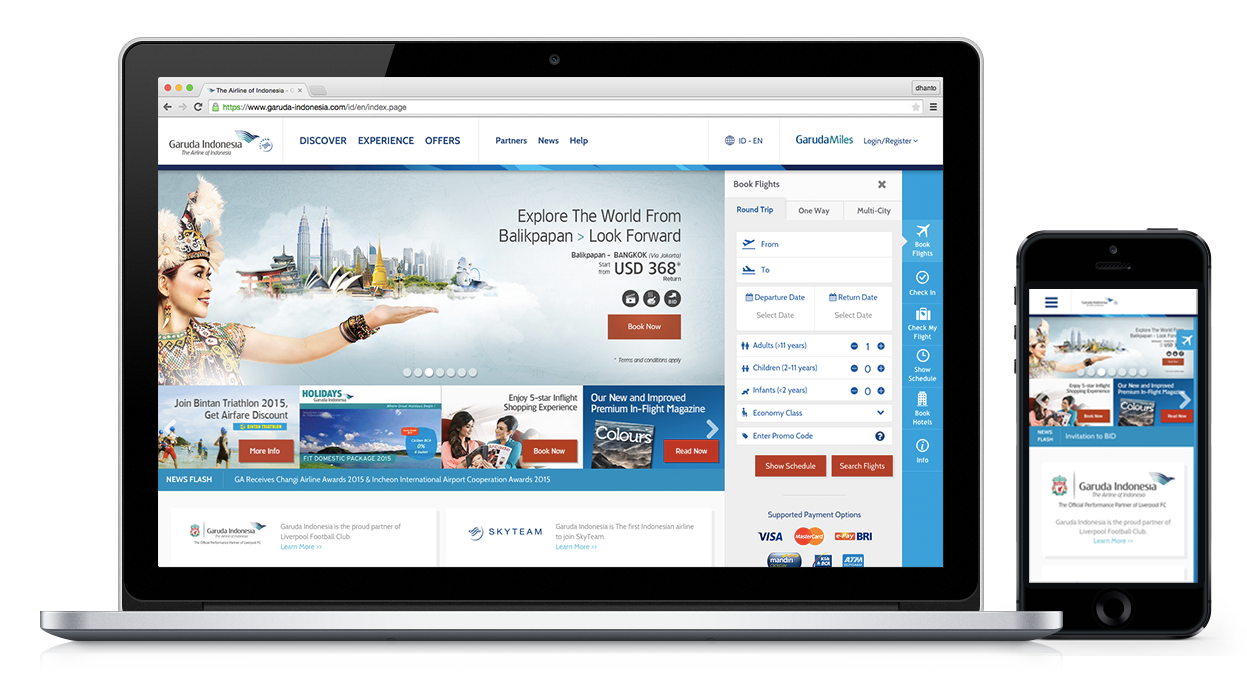 The Airline of Indonesia -
dhanto
https://www.garuda-indonesia.com/id/en/index.page
Garuda Indonesia
The Airline of Indonesia
DISCOVER EXPERIENCE OFFERS
Partners News Help
ID - EN
GarudaMiles Login/Register
Explore The World From
Balikpapan > Look Forward
Balikpapan - BANGKOK (Via Jakarta)
Start from USD 368*
Return
BID
Book Now
* Terms and conditions apply
Book Flights
Round Trip One Way Multi-City
From
To
Departure Date Return Date
Select Date Select Date
Adults (>11 years) 1
Children (2-11 years) 0
Infants (<2 years) 0
Economy Class
Enter Promo Code ?
Show Schedule Search Flights
Supported Payment Options
VISA MasterCard e-Pay BRI
mandiri
ATM
Book Flights
Check In
Check My Flight
Show Schedule
Book Hotels
Info
Join Bintan Triathlon 2015,
Get Airfare Discount
BINTAN TRIATHLON
More Info
HOLIDAYS
Garuda Indonesia
Where Great Holidays Begin!
0%
FIT DOMESTIC PACKAGE 2015
Enjoy 5-star Inflight
Shopping Experience
Book Now
Our New and Improved
Premium In-Flight Magazine
Colours
Read Now
NEWS FLASH GA Receives Changi Airline Awards 2015 & Incheon International Airport Cooperation Awards 2015
Garuda Indonesia
The Airline of Indonesia
The Official Performance Partner of Liverpool FC
Garuda Indonesia is the proud partner of
Liverpool Football Club.
Learn More >>
SKYTEAM
Garuda Indonesia is The first Indonesian airline
to join SkyTeam.
Learn More >>
Garuda Indonesia
Explore The World From
Balikpapan > Look Forward
Enjoy 5-star Inflight
Shopping Experience
Book Now
Our New and Improved
Premium In-Flight Magazine
Colours
Read Now
NEWS FLASH Invitation to BID
Garuda Indonesia
The Airline of Indonesia
The Official Performance Partner of Liverpool FC
Garuda Indonesia is the proud partner of
Liverpool Football Club.
Learn More >>